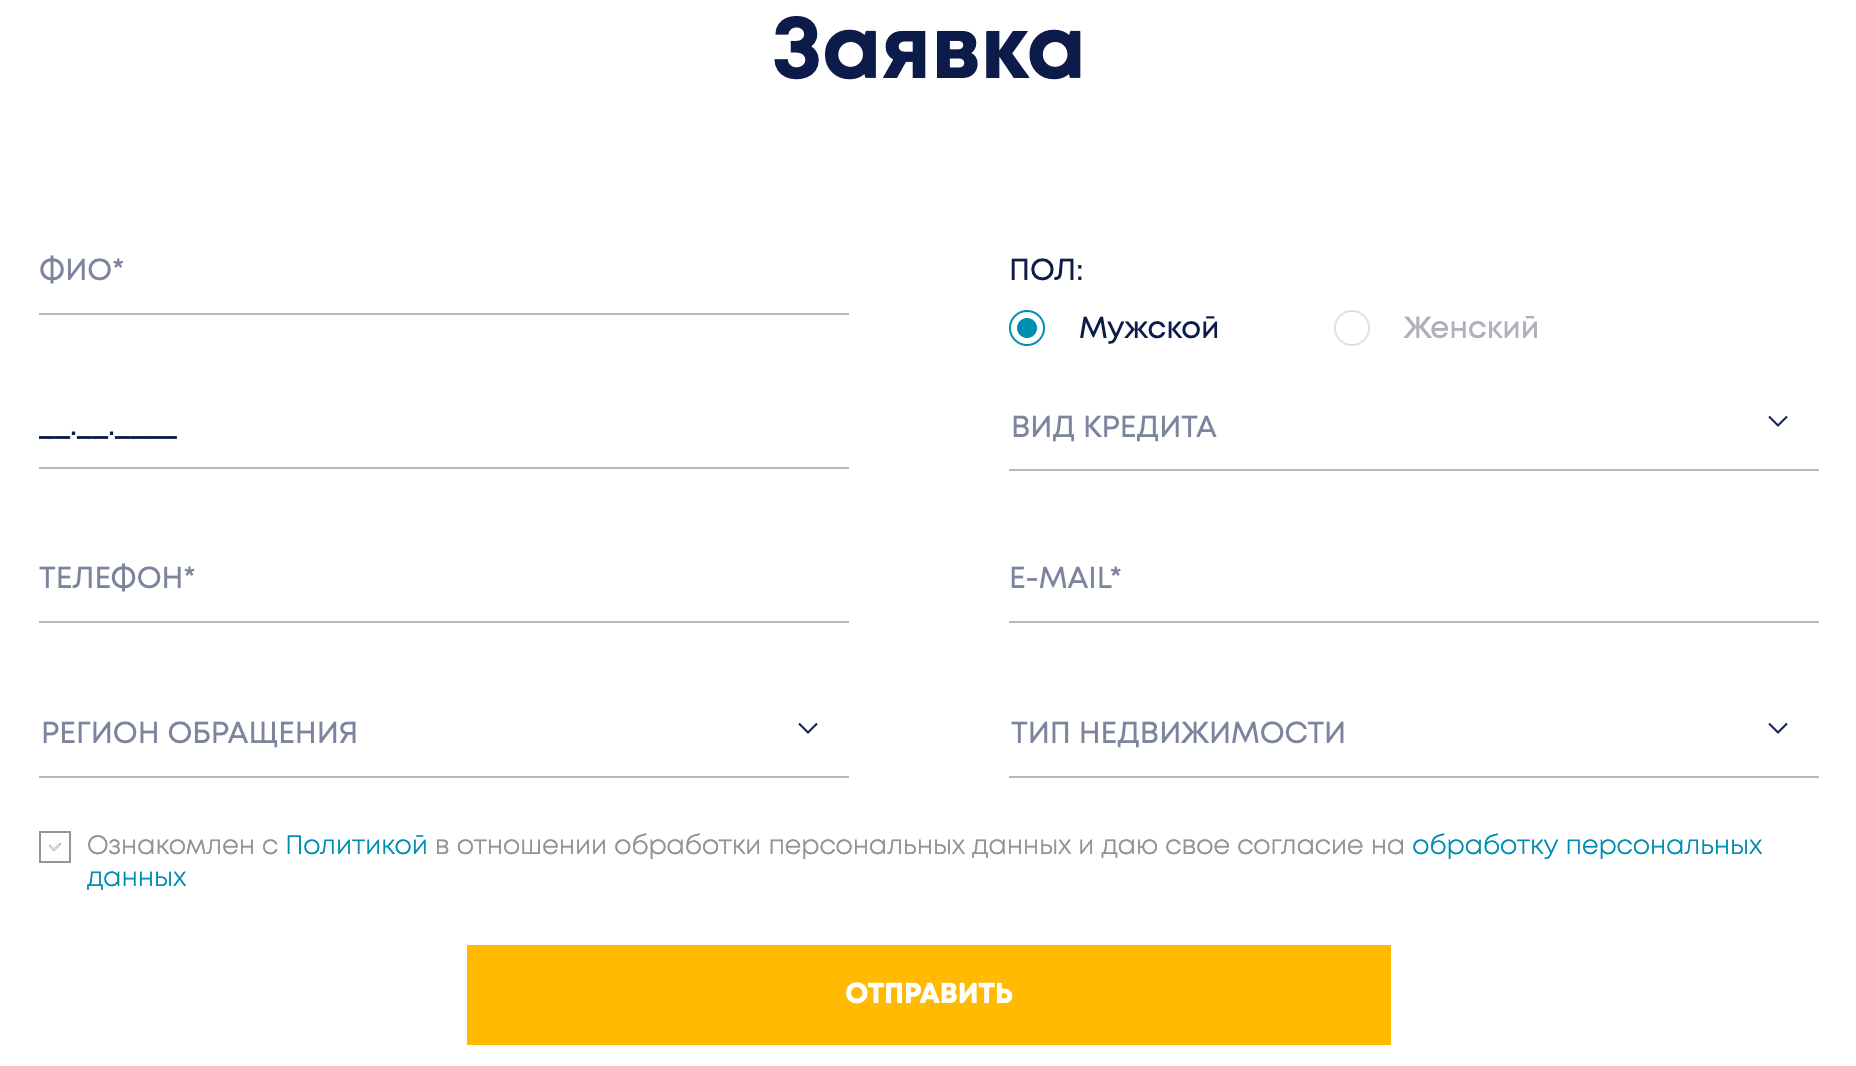 Заявка
ФИО*
ПОЛ:
Мужской
Женский
__.__.____
ВИД КРЕДИТА
ТЕЛЕФОН*
E-MAIL*
РЕГИОН ОБРАЩЕНИЯ
ТИП НЕДВИЖИМОСТИ
Ознакомлен с Политикой в отношении обработки персональных данных и даю свое согласие на обработку персональных
данных
ОТПРАВИТЬ